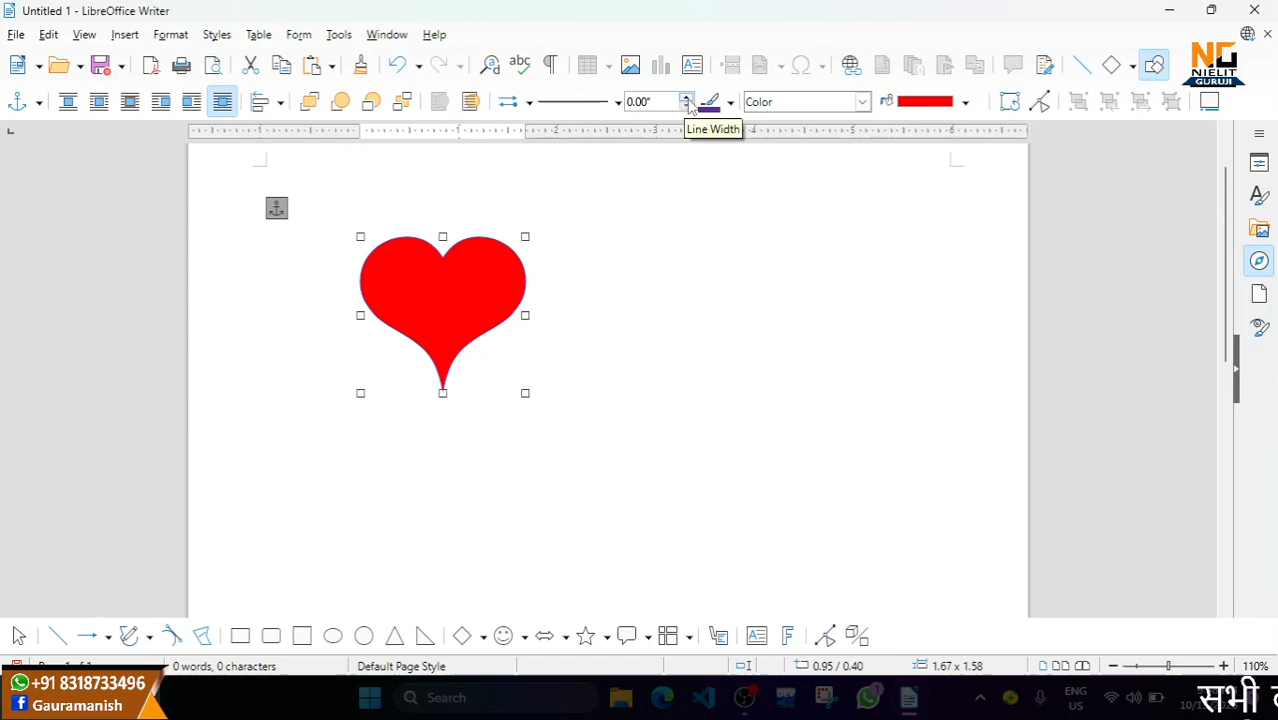 Untitled 1 - LibreOffice Writer
File Edit View Insert Format Styles Table Form Tools Window Help
NG
NIELIT
GURUJI
0.00"
Color
Line Width
0 words, 0 characters
Default Page Style
0.95 / 0.40
1.67 x 1.58
110%
+91 8318733496
Gauramanish
Search
ENG
US
सभी